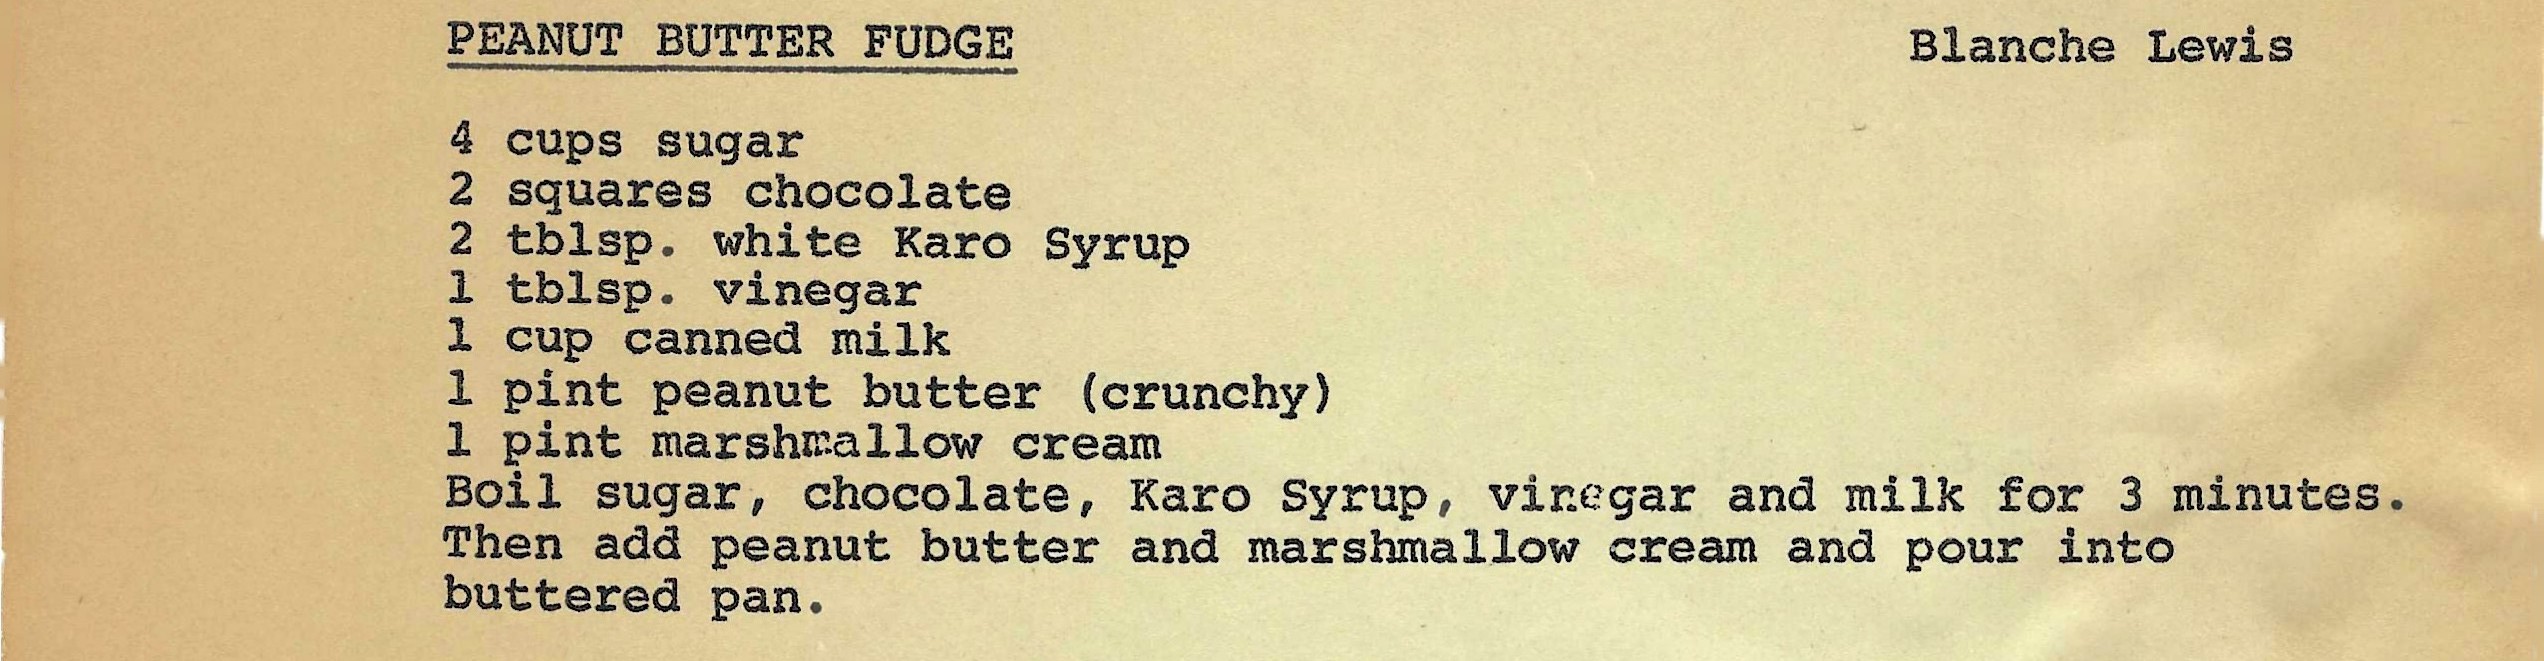 PEANUT BUTTER FUDGE Blanche Lewis
4 cups sugar
2 squares chocolate
2 tblsp. white Karo Syrup
1 tblsp. vinegar
1 cup canned milk
1 pint peanut butter (crunchy)
1 pint marshmallow cream
Boil sugar, chocolate, Karo Syrup, vinegar and milk for 3 minutes.
Then add peanut butter and marshmallow cream and pour into
buttered pan.